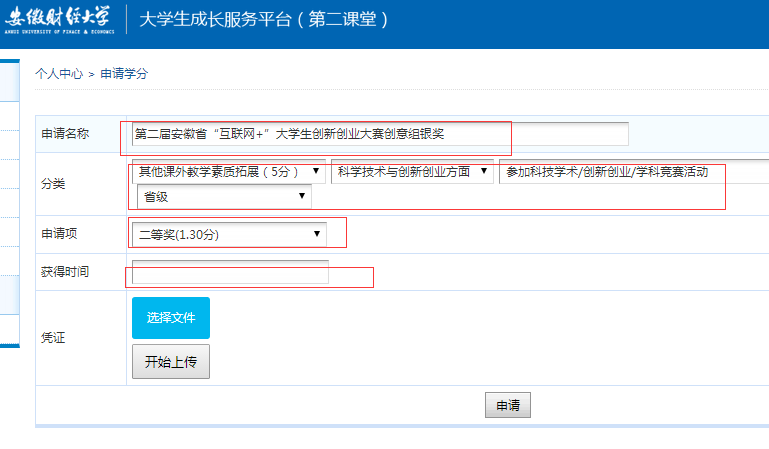 安徽财经大学 大学生成长服务平台（第二课堂）
ANHUI UNIVERSITY OF FINACE & ECONOMICS
个人中心 > 申请学分
申请名称 第二届安徽省“互联网+”大学生创新创业大赛创意组银奖
分类 其他课外教学素质拓展（5分） 科学技术与创新创业方面 参加科技学术/创新创业/学科竞赛活动
省级
申请项 二等奖(1.30分)
获得时间
凭证 选择文件
开始上传
申请